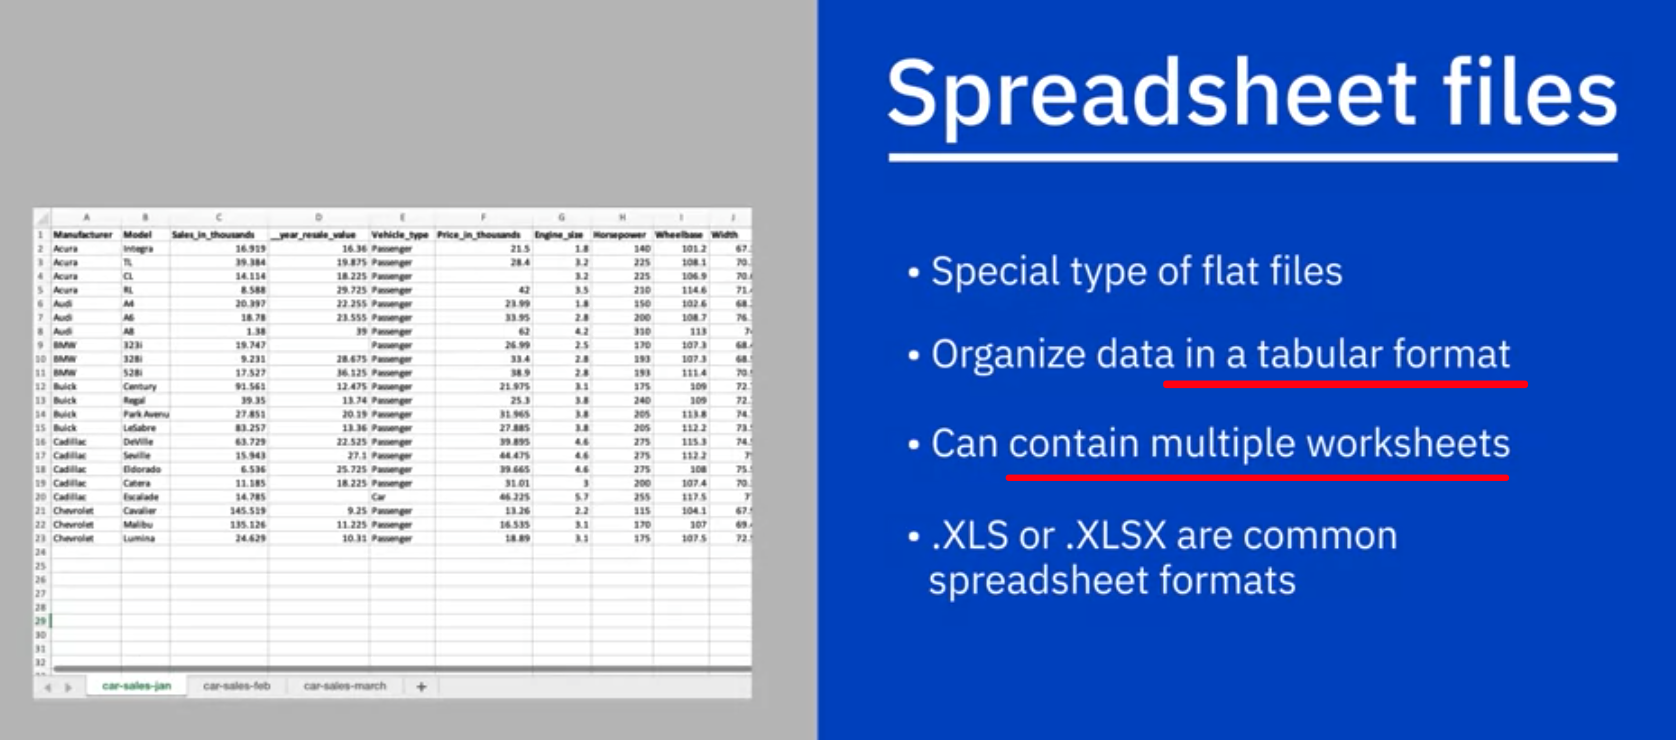 A B C D E F G H I J
1 Manufacturer Model Sales_in_thousands __year_resale_value Vehicle_type Price_in_thousands Engine_size Horsepower Wheelbase Width
2 Acura Integra 16.919 16.36 Passenger 21.5 1.8 140 101.2 67.
3 Acura TL 39.384 19.875 Passenger 28.4 3.2 225 108.1 70.
4 Acura CL 14.114 18.225 Passenger 3.2 225 106.9 70.
5 Acura RL 8.588 29.725 Passenger 42 3.5 210 114.6 71.
6 Audi A4 20.397 22.255 Passenger 23.99 1.8 150 102.6 68.
7 Audi A6 18.78 23.555 Passenger 33.95 2.8 200 108.7 76.
8 Audi A8 1.38 39 Passenger 62 4.2 310 113 7
9 BMW 323i 19.747 Passenger 26.99 2.5 170 107.3 68.
10 BMW 328i 9.231 28.675 Passenger 33.4 2.8 193 107.3 68.
11 BMW 528i 17.527 36.125 Passenger 38.9 2.8 193 111.4 70.
12 Buick Century 91.561 12.475 Passenger 21.975 3.1 175 109 72.
13 Buick Regal 39.35 13.74 Passenger 25.3 3.8 240 109 72.
14 Buick Park Avenu 27.851 20.19 Passenger 31.965 3.8 205 113.8 74.
15 Buick LeSabre 83.257 13.36 Passenger 27.885 3.8 205 112.2 73.
16 Cadillac DeVille 63.729 22.525 Passenger 39.895 4.6 275 115.3 74.
17 Cadillac Seville 15.943 27.1 Passenger 44.475 4.6 275 112.2 7
18 Cadillac Eldorado 6.536 25.725 Passenger 39.665 4.6 275 108 75.
19 Cadillac Catera 11.185 18.225 Passenger 31.01 3 200 107.4 70.
20 Cadillac Escalade 14.785 Car 46.225 5.7 255 117.5 7
21 Chevrolet Cavalier 145.519 9.25 Passenger 13.26 2.2 115 104.1 67.
22 Chevrolet Malibu 135.126 11.225 Passenger 16.535 3.1 170 107 69.
23 Chevrolet Lumina 24.629 10.31 Passenger 18.89 3.1 175 107.5 72.
24
25
26
27
28
29
30
31
32
car-sales-jan car-sales-feb car-sales-march +
Spreadsheet files
• Special type of flat files
• Organize data in a tabular format
• Can contain multiple worksheets
• .XLS or .XLSX are common
spreadsheet formats